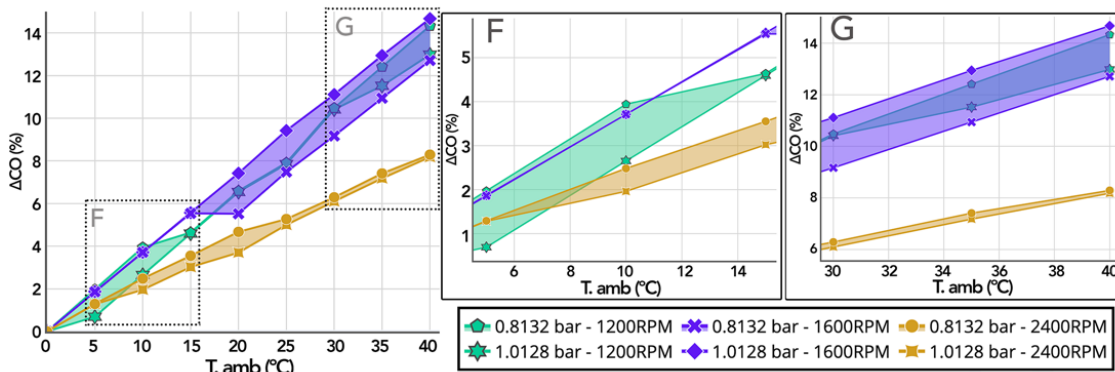 ΔCO (%)
14
12
10
8
6
4
2
0
0
5
10
15
20
25
30
35
40
T. amb (°C)
F
G
F
ΔCO (%)
5
4
3
2
1
6
8
10
12
14
T. amb (°C)
G
ΔCO (%)
14
12
10
8
6
30
32
34
36
38
40
T. amb (°C)
0.8132 bar - 1200RPM
0.8132 bar - 1600RPM
0.8132 bar - 2400RPM
1.0128 bar - 1200RPM
1.0128 bar - 1600RPM
1.0128 bar - 2400RPM